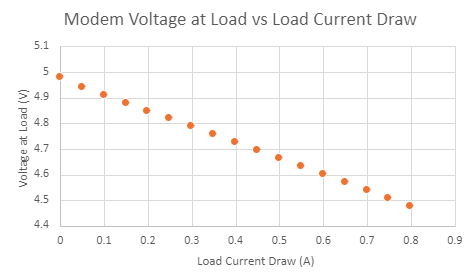 Modem Voltage at Load vs Load Current Draw
5.1
5
4.9
4.8
4.7
4.6
4.5
4.4
Voltage at Load (V)
0 0.1 0.2 0.3 0.4 0.5 0.6 0.7 0.8 0.9
Load Current Draw (A)